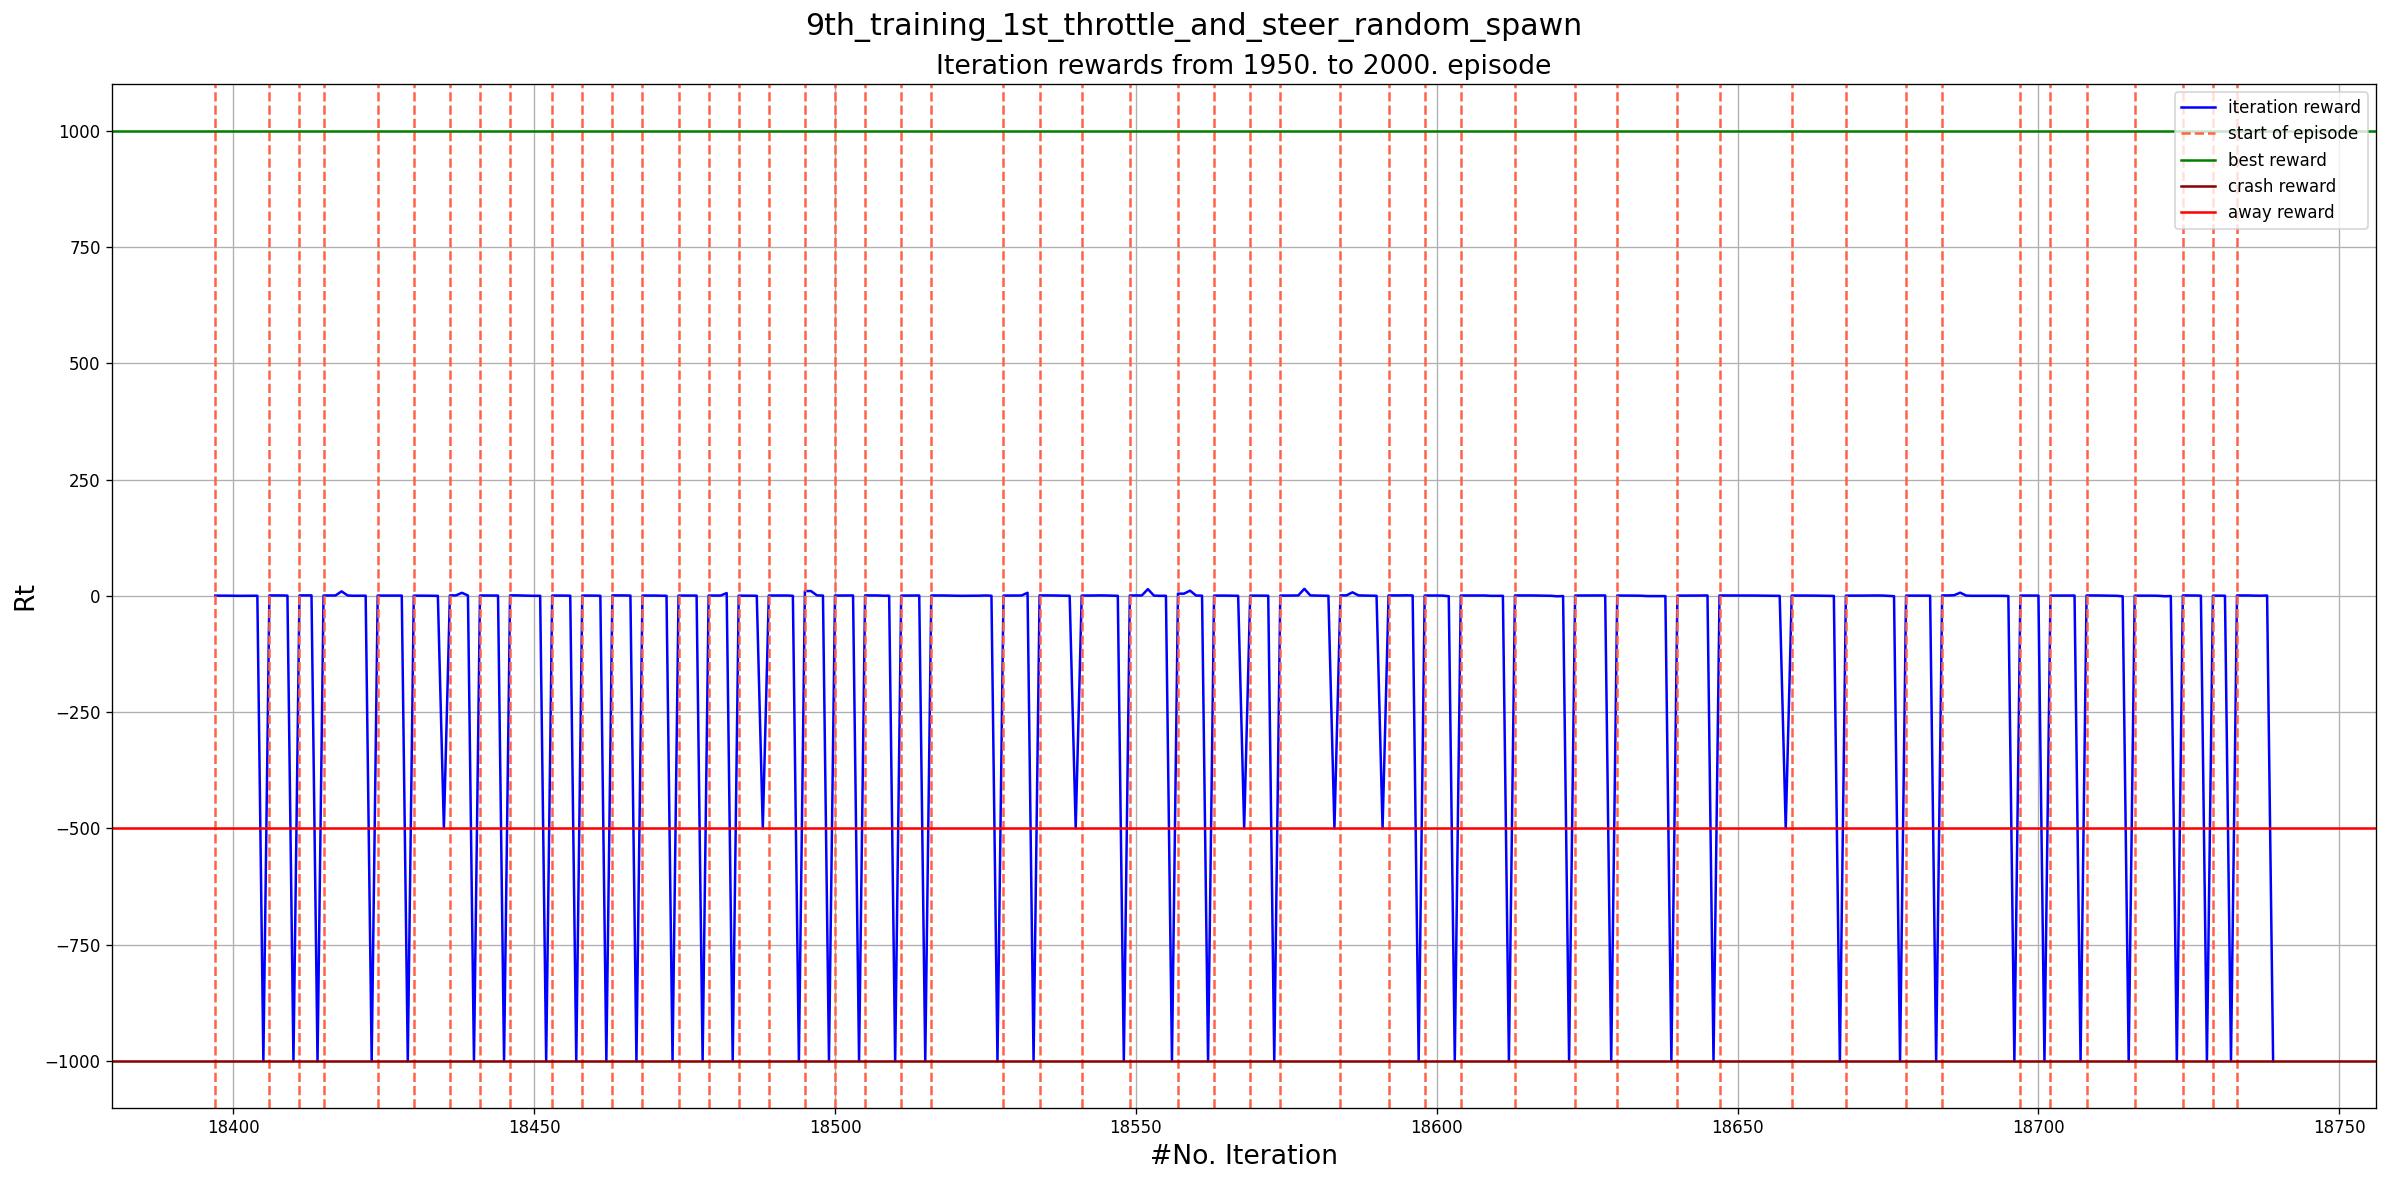 9th_training_1st_throttle_and_steer_random_spawn
Iteration rewards from 1950. to 2000. episode
iteration reward
start of episode
best reward
crash reward
away reward
1000
750
500
250
0
−250
−500
−750
−1000
Rt
18400 18450 18500 18550 18600 18650 18700 18750
#No. Iteration